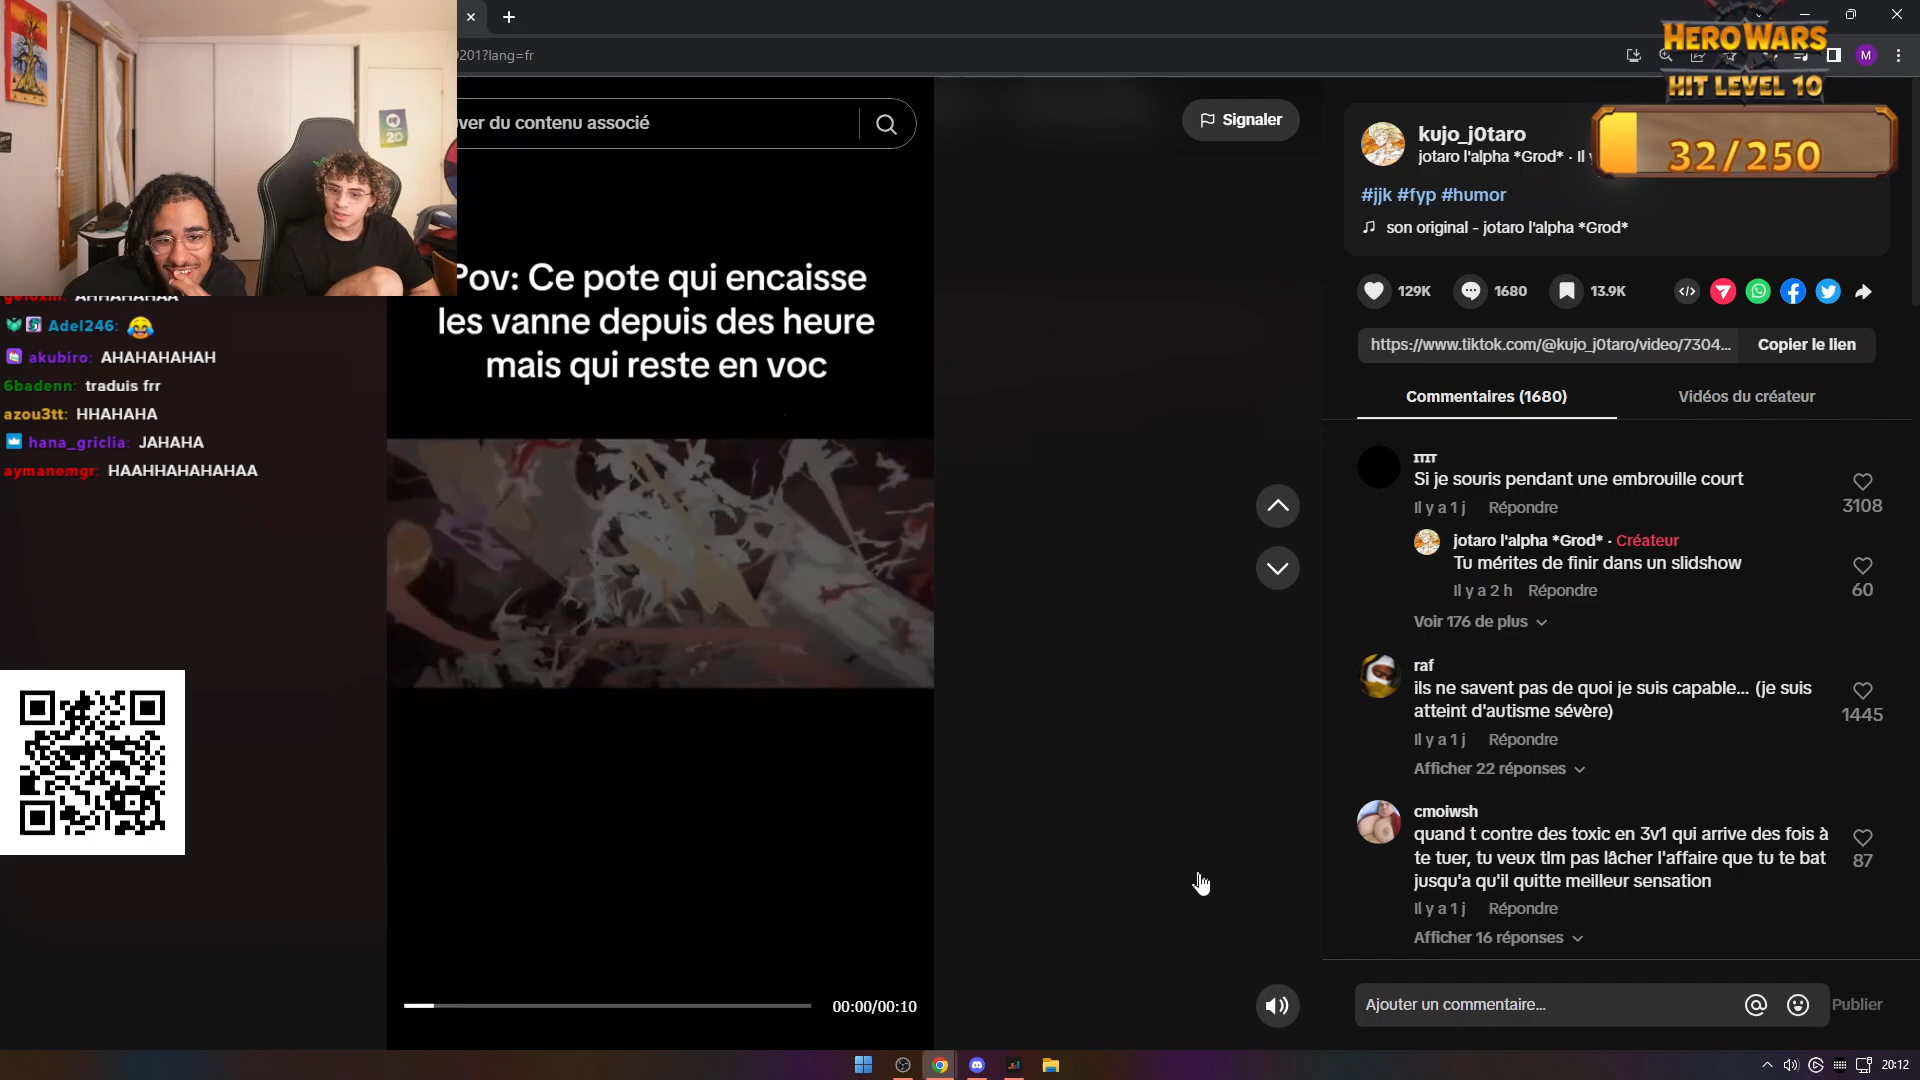 201?lang=fr
HERO WARS
HIT LEVEL 10
32/250
M
ver du contenu associé
Signaler
kujo_j0taro
jotaro l'alpha *Grod* · Il
#jjk #fyp #humor
son original - jotaro l'alpha *Grod*
129K
1680
13.9K
https://www.tiktok.com/@kujo_j0taro/video/7304...
Copier le lien
Commentaires (1680)
Vidéos du créateur
Pov: Ce pote qui encaisse
les vanne depuis des heure
mais qui reste en voc
AHHAHAHAA
Adel246:
akubiro: AHAHAHAHAH
6badenn: traduis frr
azou3tt: HHAHAHA
hana_griclia: JAHAHA
aymanemgr: HAAHHAHAHAHAA
Si je souris pendant une embrouille court
Il y a 1 j Répondre
3108
jotaro l'alpha *Grod* · Créateur
Tu mérites de finir dans un slidshow
Il y a 2 h Répondre
60
Voir 176 de plus
raf
ils ne savent pas de quoi je suis capable... (je suis
atteint d'autisme sévère)
1445
Il y a 1 j Répondre
Afficher 22 réponses
cmoiwsh
quand t contre des toxic en 3v1 qui arrive des fois à
te tuer, tu veux tlm pas lâcher l'affaire que tu te bat
jusqu'a qu'il quitte meilleur sensation
87
Il y a 1 j Répondre
Afficher 16 réponses
00:00/00:10
Ajouter un commentaire...
Publier
20:12